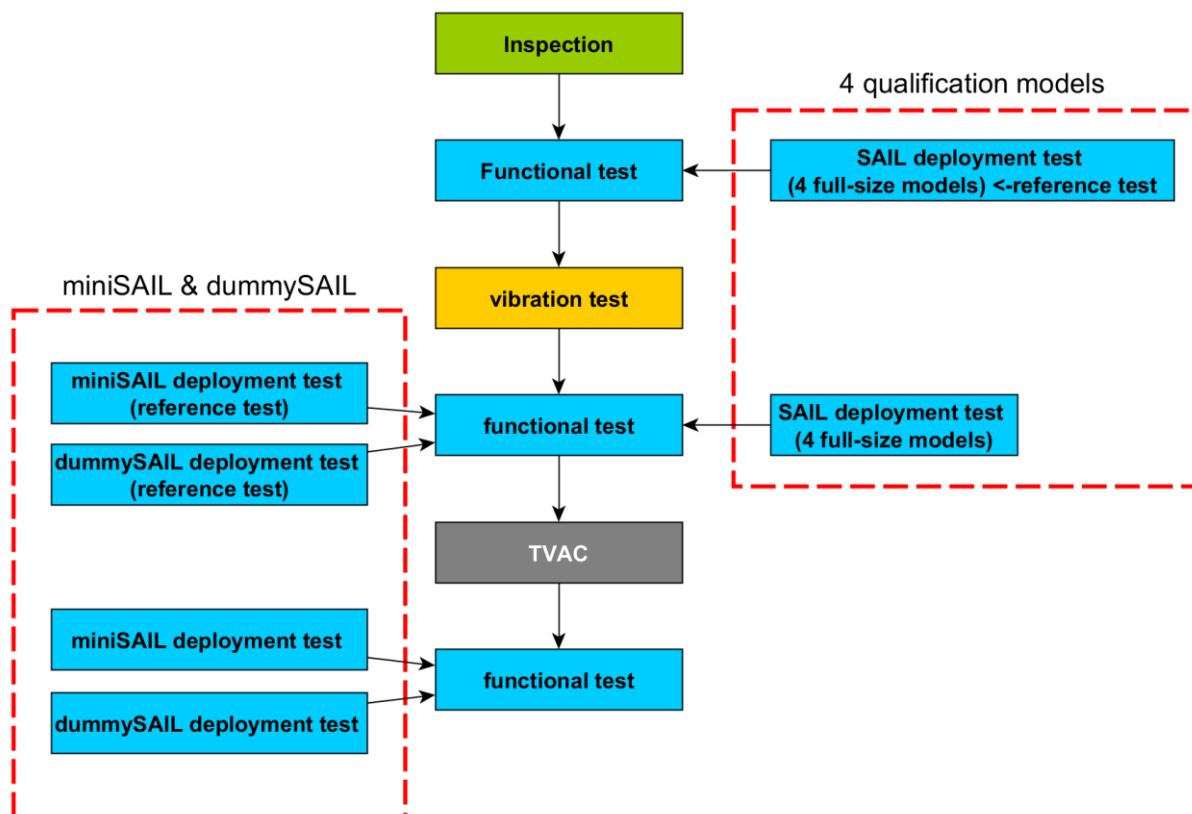 Inspection
4 qualification models
Functional test
SAIL deployment test
(4 full-size models) <-reference test
vibration test
miniSAIL & dummySAIL
miniSAIL deployment test
(reference test)
functional test
SAIL deployment test
(4 full-size models)
dummySAIL deployment test
(reference test)
TVAC
miniSAIL deployment test
functional test
dummySAIL deployment test